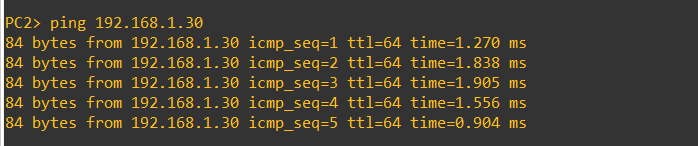 PC2> ping 192.168.1.30
84 bytes from 192.168.1.30 icmp_seq=1 ttl=64 time=1.270 ms
84 bytes from 192.168.1.30 icmp_seq=2 ttl=64 time=1.838 ms
84 bytes from 192.168.1.30 icmp_seq=3 ttl=64 time=1.905 ms
84 bytes from 192.168.1.30 icmp_seq=4 ttl=64 time=1.556 ms
84 bytes from 192.168.1.30 icmp_seq=5 ttl=64 time=0.904 ms